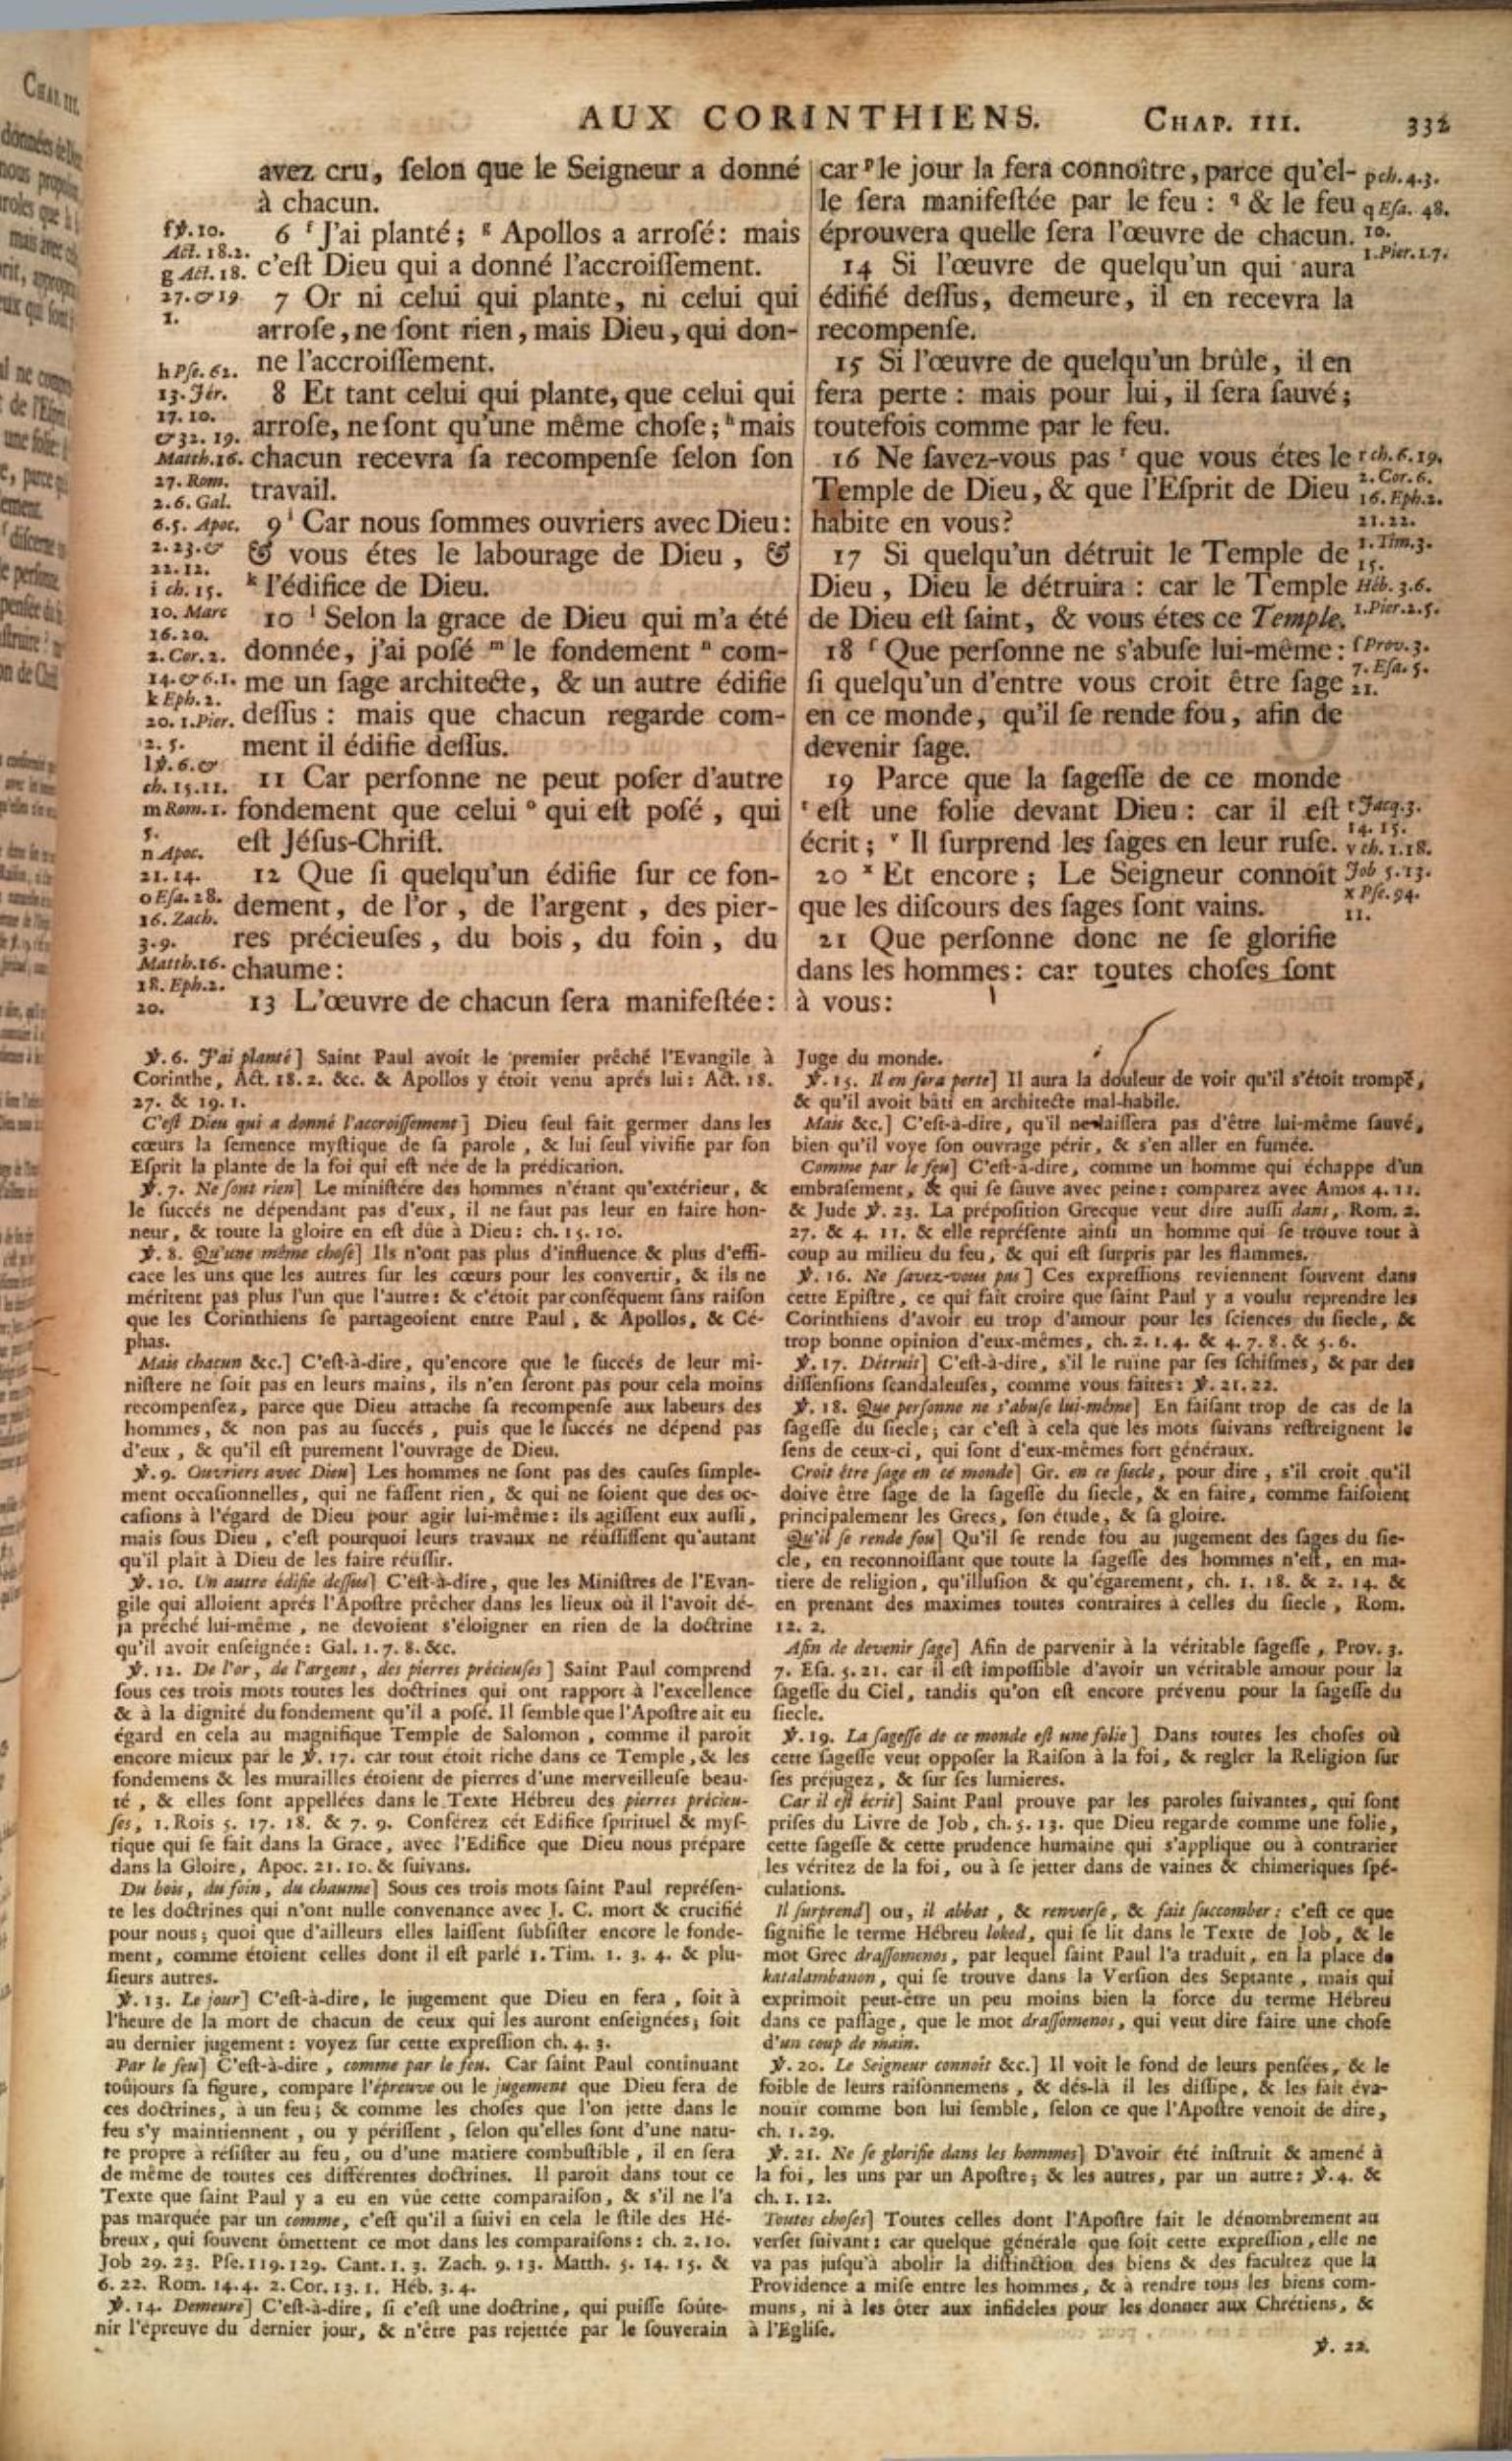 AUX CORINTHIENS. CHAP. III. 332
avez cru, ſelon que le Seigneur a donné
à chacun.
6 ᶠ J'ai planté; ᵍ Apollos a arroſé: mais
c'eſt Dieu qui a donné l'accroiſſement.
7 Or ni celui qui plante, ni celui qui
arroſe, ne ſont rien, mais Dieu, qui don-
ne l'accroiſſement.
8 Et tant celui qui plante, que celui qui
arroſe, ne ſont qu'une même choſe; ʰ mais
chacun recevra ſa recompenſe ſelon ſon
travail.
9 ⁱ Car nous ſommes ouvriers avec Dieu:
& vous étes le labourage de Dieu, &
ᵏ l'édifice de Dieu.
10 ˡ Selon la grace de Dieu qui m'a été
donnée, j'ai poſé ᵐ le fondement ⁿ com-
me un ſage architecte, & un autre édifie
deſſus: mais que chacun regarde com-
ment il édifie deſſus.
11 Car perſonne ne peut poſer d'autre
fondement que celui ᵒ qui eſt poſé, qui
eſt Jéſus-Chriſt.
12 Que ſi quelqu'un édifie ſur ce fon-
dement, de l'or, de l'argent, des pier-
res précieuſes, du bois, du foin, du
chaume:
13 L'œuvre de chacun ſera manifeſtée:
f ℣.10.
Act. 18.2.
g Act. 18.
27. & 19
1.
h Pſe. 62.
13. Jér.
17. 10.
& 32. 19.
Matth. 16.
27. Rom.
2. 6. Gal.
6. 5. Apoc.
2. 23. &
22. 12.
i ch. 15.
10. Marc
16. 20.
2. Cor. 2.
14. & 6. 1.
k Eph. 2.
20. 1. Pier.
2. 5.
l ℣. 6. &
ch. 15. 11.
m Rom. 1.
5.
n Apoc.
21. 14.
o Eſa. 28.
16. Zach.
3. 9.
Matth. 16.
18. Eph. 2.
20.
car ᵖ le jour la fera connoître, parce qu'el-
le ſera manifeſtée par le feu: ᑫ & le feu
éprouvera quelle ſera l'œuvre de chacun.
14 Si l'œuvre de quelqu'un qui aura
édifié deſſus, demeure, il en recevra la
recompenſe.
15 Si l'œuvre de quelqu'un brûle, il en
fera perte: mais pour lui, il ſera ſauvé;
toutefois comme par le feu.
16 Ne ſavez-vous pas ʳ que vous étes le
Temple de Dieu, & que l'Eſprit de Dieu
habite en vous?
17 Si quelqu'un détruit le Temple de
Dieu, Dieu le détruira: car le Temple
de Dieu eſt ſaint, & vous étes ce Temple.
18 ſ Que perſonne ne s'abuſe lui-même:
ſi quelqu'un d'entre vous croit être ſage
en ce monde, qu'il ſe rende fou, afin de
devenir ſage.
19 Parce que la ſageſſe de ce monde
ᵗ eſt une folie devant Dieu: car il eſt
écrit; ᵛ Il ſurprend les ſages en leur ruſe.
20 ˣ Et encore; Le Seigneur connoît
que les diſcours des ſages ſont vains.
21 Que perſonne donc ne ſe glorifie
dans les hommes: car toutes choſes ſont
à vous:
p ch. 4. 3.
q Eſa. 48.
10.
1. Pier. 1. 7.
r ch. 6. 19.
2. Cor. 6.
16. Eph. 2.
21. 22.
1. Tim. 3.
15.
Héb. 3. 6.
1. Pier. 2. 5.
ſ Prov. 3.
7. Eſa. 5.
21.
t Jacq. 3.
14. 15.
v ch. 1. 18.
Job 5. 13.
x Pſe. 94.
11.
℣. 6. J'ai planté] Saint Paul avoit le premier prêché l'Evangile à
Corinthe, Act. 18. 2. &c. & Apollos y étoit venu aprés lui: Act. 18.
27. & 19. 1.
C'eſt Dieu qui a donné l'accroiſſement] Dieu ſeul fait germer dans les
cœurs la ſemence myſtique de ſa parole, & lui ſeul vivifie par ſon
Eſprit la plante de la foi qui eſt née de la prédication.
℣. 7. Ne ſont rien] Le miniſtére des hommes n'étant qu'extérieur, &
le ſuccés ne dépendant pas d'eux, il ne faut pas leur en faire hon-
neur, & toute la gloire en eſt dûe à Dieu: ch. 15. 10.
℣. 8. Qu'une même choſe] Ils n'ont pas plus d'influence & plus d'effi-
cace les uns que les autres ſur les cœurs pour les convertir, & ils ne
méritent pas plus l'un que l'autre: & c'étoit par conſéquent ſans raiſon
que les Corinthiens ſe partageoient entre Paul, & Apollos, & Cé-
phas.
Mais chacun &c.] C'eſt-à-dire, qu'encore que le ſuccés de leur mi-
niſtere ne ſoit pas en leurs mains, ils n'en ſeront pas pour cela moins
recompenſez, parce que Dieu attache ſa recompenſe aux labeurs des
hommes, & non pas au ſuccés, puis que le ſuccés ne dépend pas
d'eux, & qu'il eſt purement l'ouvrage de Dieu.
℣. 9. Ouvriers avec Dieu] Les hommes ne ſont pas des cauſes ſimple-
ment occaſionnelles, qui ne faſſent rien, & qui ne ſoient que des oc-
caſions à l'égard de Dieu pour agir lui-même: ils agiſſent eux auſſi,
mais ſous Dieu, c'eſt pourquoi leurs travaux ne réüſſiſſent qu'autant
qu'il plait à Dieu de les faire réuſſir.
℣. 10. Un autre édifie deſſus] C'eſt-à-dire, que les Miniſtres de l'Evan-
gile qui alloient aprés l'Apoſtre prêcher dans les lieux où il l'avoit dé-
ja prêché lui-même, ne devoient s'éloigner en rien de la doctrine
qu'il avoit enſeignée: Gal. 1. 7. 8. &c.
℣. 12. De l'or, de l'argent, des pierres précieuſes] Saint Paul comprend
ſous ces trois mots toutes les doctrines qui ont rapport à l'excellence
& à la dignité du fondement qu'il a poſé. Il ſemble que l'Apoſtre ait eu
égard en cela au magnifique Temple de Salomon, comme il paroit
encore mieux par le ℣. 17. car tout étoit riche dans ce Temple, & les
fondemens & les murailles étoient de pierres d'une merveilleuſe beau-
té, & elles ſont appellées dans le Texte Hébreu des pierres précieu-
ſes, 1. Rois 5. 17. 18. & 7. 9. Conférez cét Edifice ſpirituel & myſ-
tique qui ſe fait dans la Grace, avec l'Edifice que Dieu nous prépare
dans la Gloire, Apoc. 21. 10. & ſuivans.
Du bois, du foin, du chaume] Sous ces trois mots ſaint Paul repréſen-
te les doctrines qui n'ont nulle convenance avec J. C. mort & crucifié
pour nous; quoi que d'ailleurs elles laiſſent ſubſiſter encore le fonde-
ment, comme étoient celles dont il eſt parlé 1. Tim. 1. 3. 4. & plu-
ſieurs autres.
℣. 13. Le jour] C'eſt-à-dire, le jugement que Dieu en fera, ſoit à
l'heure de la mort de chacun de ceux qui les auront enſeignées; ſoit
au dernier jugement: voyez ſur cette expreſſion ch. 4. 3.
Par le feu] C'eſt-à-dire, comme par le feu. Car ſaint Paul continuant
toûjours ſa figure, compare l'épreuve ou le jugement que Dieu fera de
ces doctrines, à un feu; & comme les choſes que l'on jette dans le
feu s'y maintiennent, ou y périſſent, ſelon qu'elles ſont d'une natu-
re propre à réſiſter au feu, ou d'une matiere combuſtible, il en ſera
de même de toutes ces différentes doctrines. Il paroit dans tout ce
Texte que ſaint Paul y a eu en vûe cette comparaiſon, & s'il ne l'a
pas marquée par un comme, c'eſt qu'il a ſuivi en cela le ſtile des Hé-
breux, qui ſouvent ômettent ce mot dans les comparaiſons: ch. 2. 10.
Job 29. 23. Pſe. 119. 129. Cant. 1. 3. Zach. 9. 13. Matth. 5. 14. 15. &
6. 22. Rom. 14. 4. 2. Cor. 13. 1. Héb. 3. 4.
℣. 14. Demeure] C'eſt-à-dire, ſi c'eſt une doctrine, qui puiſſe ſoûte-
nir l'épreuve du dernier jour, & n'être pas rejettée par le ſouverain
Juge du monde.
℣. 15. Il en fera perte] Il aura la douleur de voir qu'il s'étoit trompé,
& qu'il avoit bâti en architecte mal-habile.
Mais &c.] C'eſt-à-dire, qu'il ne laiſſera pas d'être lui-même ſauvé,
bien qu'il voye ſon ouvrage périr, & s'en aller en fumée.
Comme par le feu] C'eſt-à-dire, comme un homme qui échappe d'un
embraſement, & qui ſe ſauve avec peine: comparez avec Amos 4. 11.
& Jude ℣. 23. La prépoſition Grecque veut dire auſſi dans, Rom. 2.
27. & 4. 11. & elle repréſente ainſi un homme qui ſe trouve tout à
coup au milieu du feu, & qui eſt ſurpris par les flammes.
℣. 16. Ne ſavez-vous pas] Ces expreſſions reviennent ſouvent dans
cette Epiſtre, ce qui fait croire que ſaint Paul y a voulu reprendre les
Corinthiens d'avoir eu trop d'amour pour les ſciences du ſiecle, &
trop bonne opinion d'eux-mêmes, ch. 2. 1. 4. & 4. 7. 8. & 5. 6.
℣. 17. Détruit] C'eſt-à-dire, s'il le ruïne par ſes ſchiſmes, & par des
diſſenſions ſcandaleuſes, comme vous faites: ℣. 21. 22.
℣. 18. Que perſonne ne s'abuſe lui-même] En faiſant trop de cas de la
ſageſſe du ſiecle; car c'eſt à cela que les mots ſuivans reſtreignent le
ſens de ceux-ci, qui ſont d'eux-mêmes fort généraux.
Croit être ſage en ce monde] Gr. en ce ſiecle, pour dire, s'il croit qu'il
doive être ſage de la ſageſſe du ſiecle, & en faire, comme faiſoient
principalement les Grecs, ſon étude, & ſa gloire.
Qu'il ſe rende fou] Qu'il ſe rende fou au jugement des ſages du ſie-
cle, en reconnoiſſant que toute la ſageſſe des hommes n'eſt, en ma-
tiere de religion, qu'illuſion & qu'égarement, ch. 1. 18. & 2. 14. &
en prenant des maximes toutes contraires à celles du ſiecle, Rom.
12. 2.
Afin de devenir ſage] Afin de parvenir à la véritable ſageſſe, Prov. 3.
7. Eſa. 5. 21. car il eſt impoſſible d'avoir un véritable amour pour la
ſageſſe du Ciel, tandis qu'on eſt encore prévenu pour la ſageſſe du
ſiecle.
℣. 19. La ſageſſe de ce monde eſt une folie] Dans toutes les choſes où
cette ſageſſe veut oppoſer la Raiſon à la foi, & regler la Religion ſur
ſes préjugez, & ſur ſes lumieres.
Car il eſt écrit] Saint Paul prouve par les paroles ſuivantes, qui ſont
priſes du Livre de Job, ch. 5. 13. que Dieu regarde comme une folie,
cette ſageſſe & cette prudence humaine qui s'applique ou à contrarier
les véritez de la foi, ou à ſe jetter dans de vaines & chimeriques ſpé-
culations.
Il ſurprend] ou, il abbat, & renverſe, & fait ſuccomber: c'eſt ce que
ſignifie le terme Hébreu loked, qui ſe lit dans le Texte de Job, & le
mot Grec draſſomenos, par lequel ſaint Paul l'a traduit, en la place de
katalambanon, qui ſe trouve dans la Verſion des Septante, mais qui
exprimoit peut-être un peu moins bien la force du terme Hébreu
dans ce paſſage, que le mot draſſomenos, qui veut dire faire une choſe
d'un coup de main.
℣. 20. Le Seigneur connoît &c.] Il voit le fond de leurs penſées, & le
foible de leurs raiſonnemens, & dés-là il les diſſipe, & les fait éva-
nouïr comme bon lui ſemble, ſelon ce que l'Apoſtre venoit de dire,
ch. 1. 29.
℣. 21. Ne ſe glorifie dans les hommes] D'avoir été inſtruit & amené à
la foi, les uns par un Apoſtre; & les autres, par un autre: ℣. 4. &
ch. 1. 12.
Toutes choſes] Toutes celles dont l'Apoſtre fait le dénombrement au
verſet ſuivant: car quelque générale que ſoit cette expreſſion, elle ne
va pas juſqu'à abolir la diſtinction des biens & des facultez que la
Providence a miſe entre les hommes, & à rendre tous les biens com-
muns, ni à les ôter aux infideles pour les donner aux Chrétiens, &
à l'Egliſe.
℣. 22.